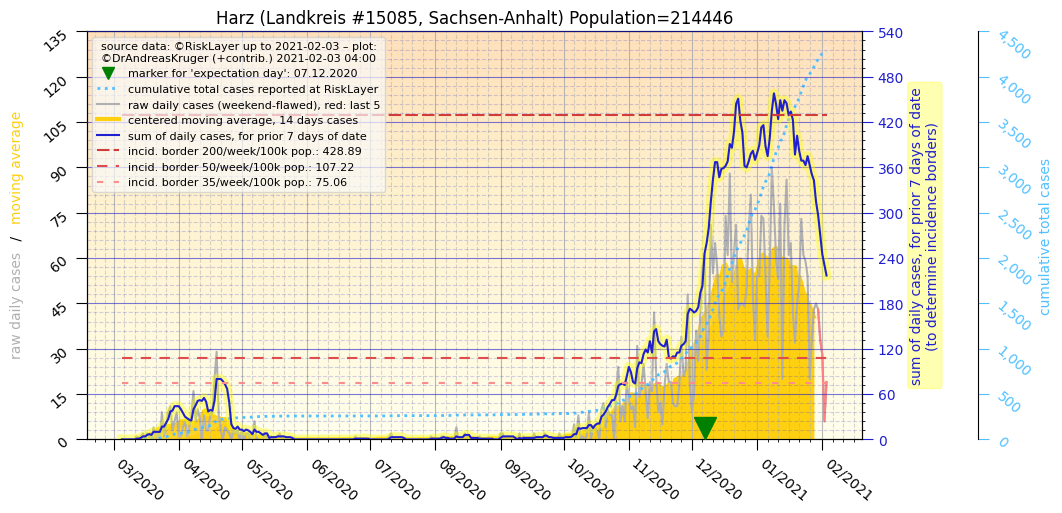 Harz (Landkreis #15085, Sachsen-Anhalt) Population=214446
source data: ©RiskLayer up to 2021-02-03 – plot:
©DrAndreasKruger (+contrib.) 2021-02-03 04:00
marker for 'expectation day': 07.12.2020
cumulative total cases reported at RiskLayer
raw daily cases (weekend-flawed), red: last 5
centered moving average, 14 days cases
sum of daily cases, for prior 7 days of date
incid. border 200/week/100k pop.: 428.89
incid. border 50/week/100k pop.: 107.22
incid. border 35/week/100k pop.: 75.06
raw daily cases / moving average
135
120
105
90
75
60
45
30
15
0
540
480
420
360
300
240
180
120
60
0
sum of daily cases, for prior 7 days of date
(to determine incidence borders)
4,500
4,000
3,500
3,000
2,500
2,000
1,500
1,000
500
0
cumulative total cases
03/2020
04/2020
05/2020
06/2020
07/2020
08/2020
09/2020
10/2020
11/2020
12/2020
01/2021
02/2021